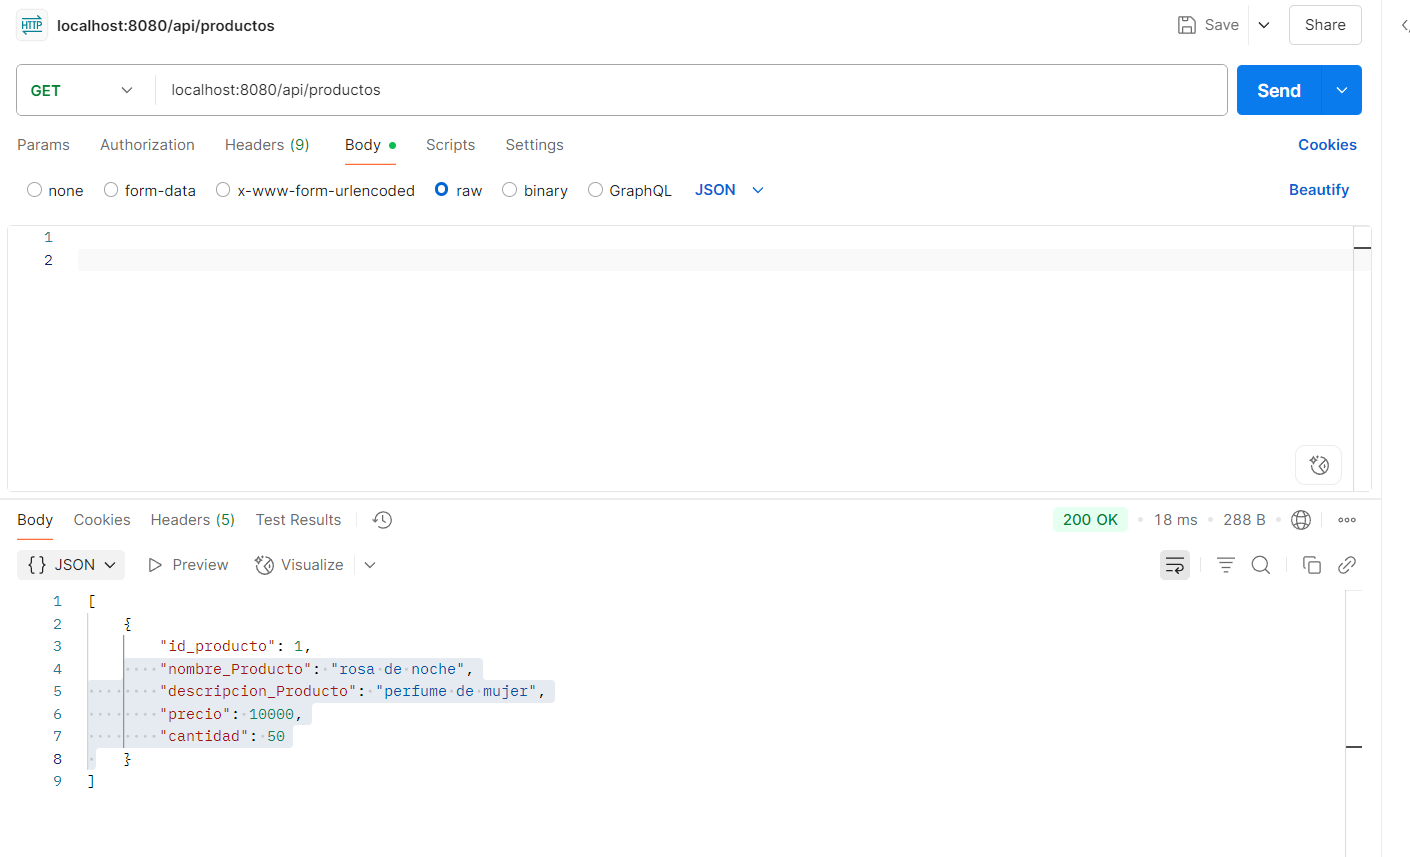 HTTP localhost:8080/api/productos Save Share
GET localhost:8080/api/productos Send
Params Authorization Headers (9) Body Scripts Settings Cookies
none form-data x-www-form-urlencoded raw binary GraphQL JSON Beautify
1
2
Body Cookies Headers (5) Test Results 200 OK • 18 ms • 288 B •
{} JSON Preview Visualize
1 [
2 {
3 "id_producto": 1,
4 "nombre_Producto": "rosa de noche",
5 "descripcion_Producto": "perfume de mujer",
6 "precio": 10000,
7 "cantidad": 50
8 }
9 ]